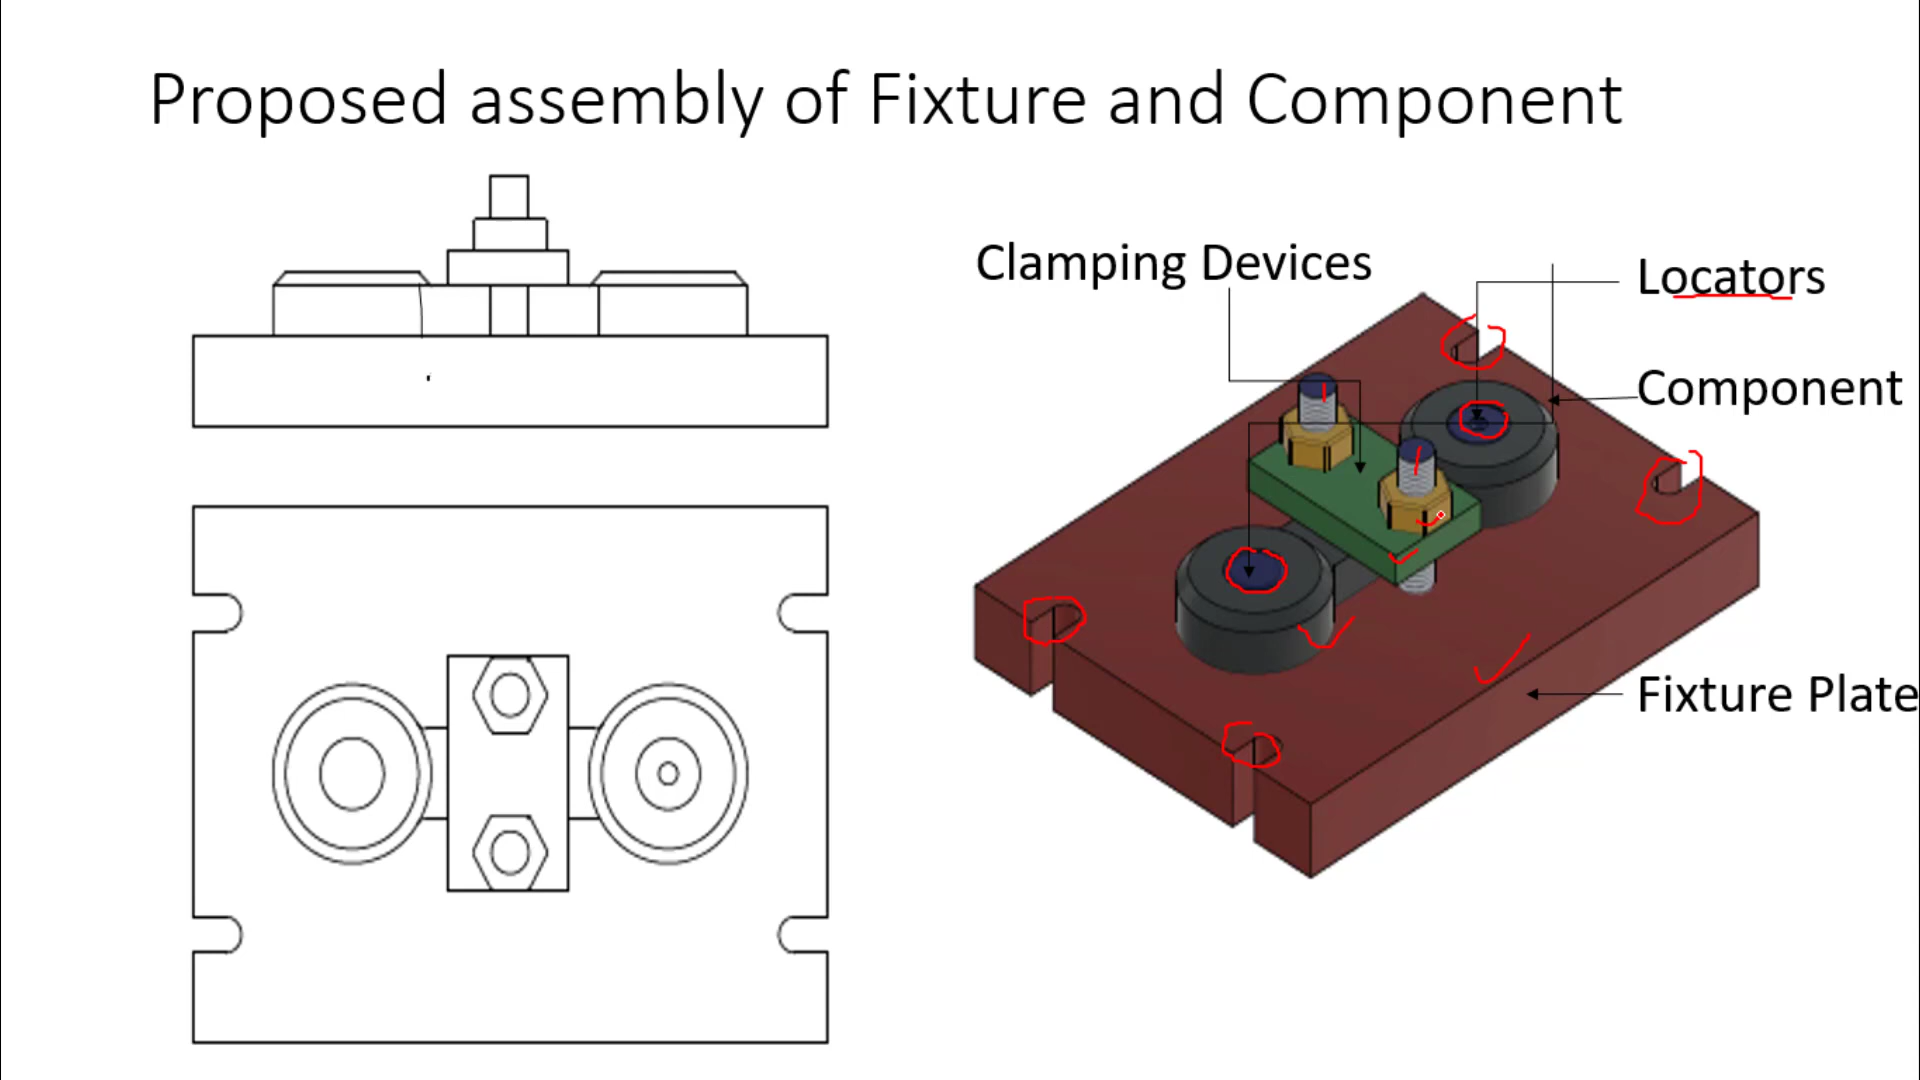 Proposed assembly of Fixture and Component
Clamping Devices
Locators
Component
Fixture Plate